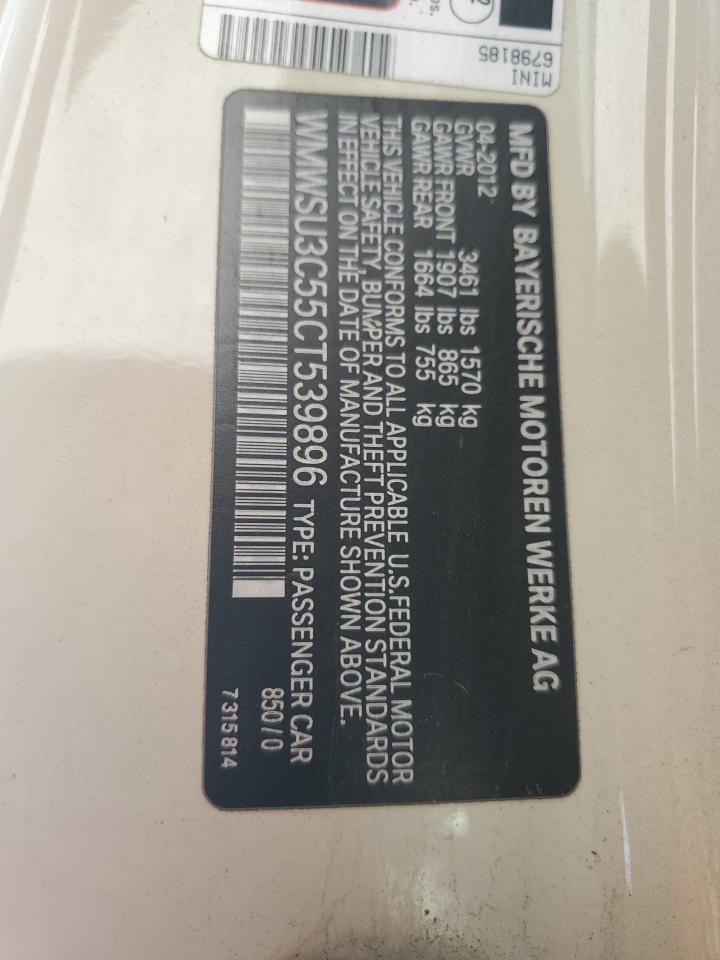 MFD BY BAYERISCHE MOTOREN WERKE AG
04-2012
GVWR 3461 lbs 1570 kg
GAWR FRONT 1907 lbs 865 kg
GAWR REAR 1664 lbs 755 kg
THIS VEHICLE CONFORMS TO ALL APPLICABLE U.S.FEDERAL MOTOR
VEHICLE SAFETY, BUMPER AND THEFT PREVENTION STANDARDS
IN EFFECT ON THE DATE OF MANUFACTURE SHOWN ABOVE.
WMWSU3C55CT539896 TYPE: PASSENGER CAR
850/0
7315814
MINI
6798185